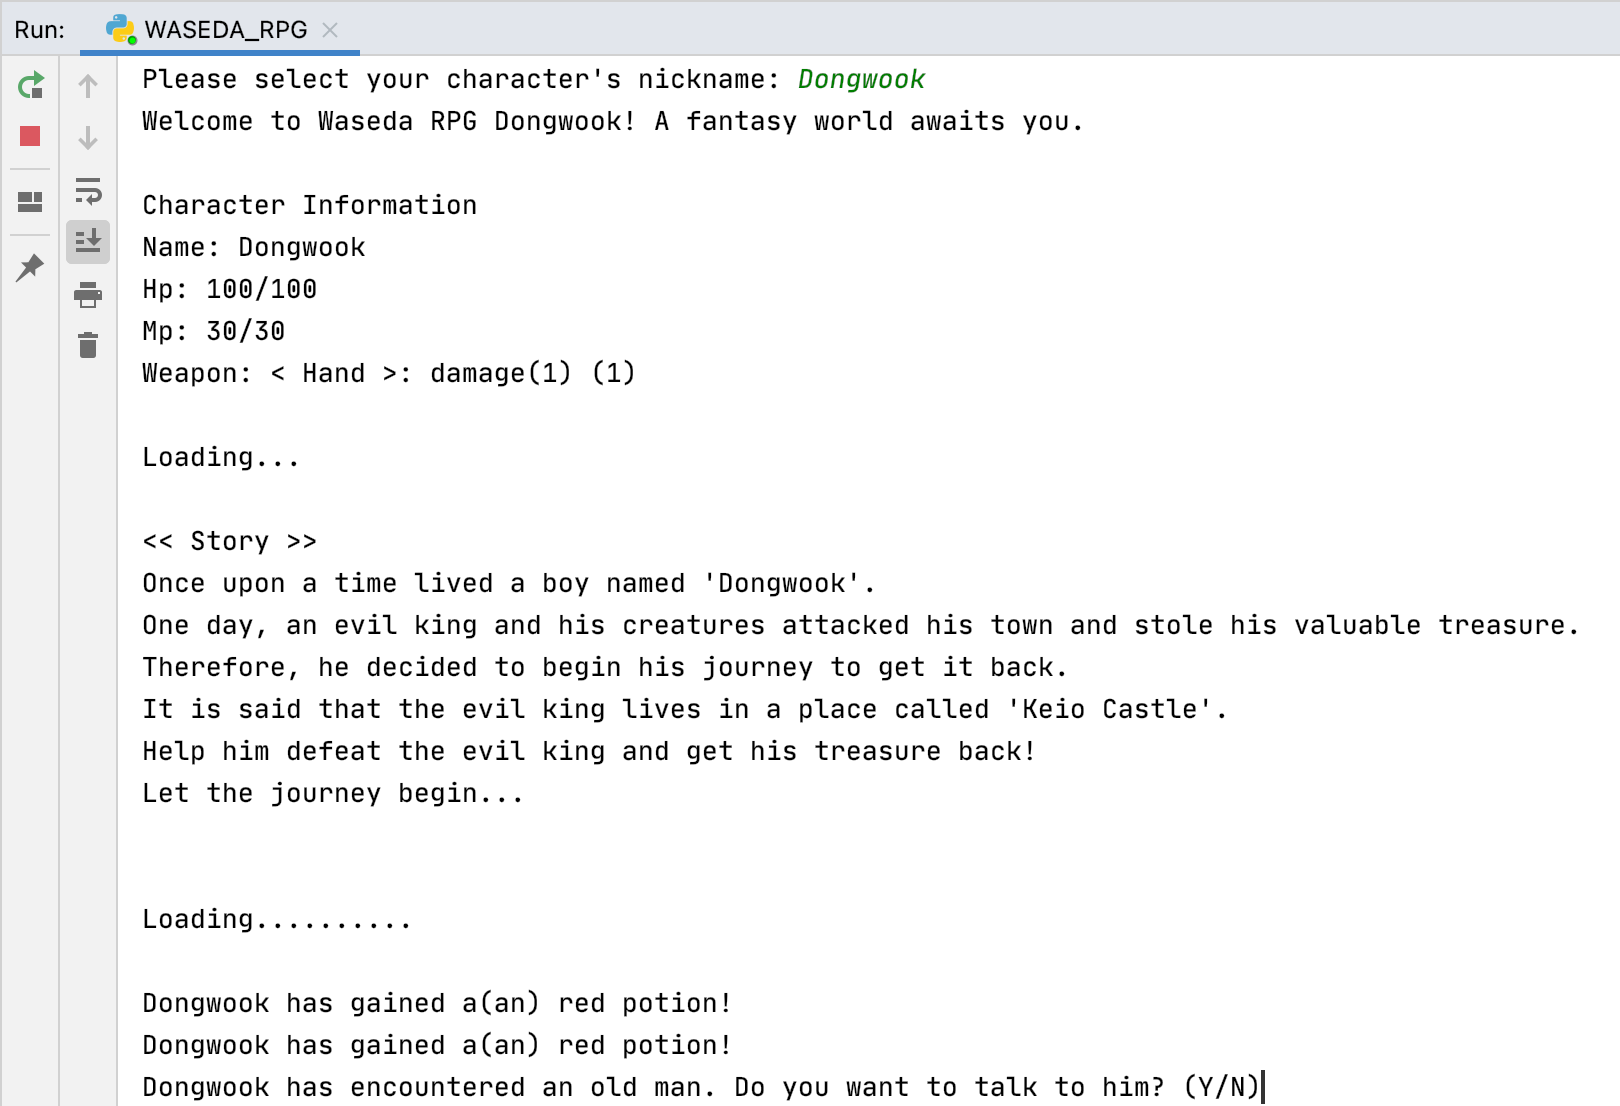 Run: WASEDA_RPG
Please select your character's nickname: Dongwook
Welcome to Waseda RPG Dongwook! A fantasy world awaits you.
Character Information
Name: Dongwook
Hp: 100/100
Mp: 30/30
Weapon: < Hand >: damage(1) (1)
Loading...
<< Story >>
Once upon a time lived a boy named 'Dongwook'.
One day, an evil king and his creatures attacked his town and stole his valuable treasure.
Therefore, he decided to begin his journey to get it back.
It is said that the evil king lives in a place called 'Keio Castle'.
Help him defeat the evil king and get his treasure back!
Let the journey begin...
Loading..........
Dongwook has gained a(an) red potion!
Dongwook has gained a(an) red potion!
Dongwook has encountered an old man. Do you want to talk to him? (Y/N)